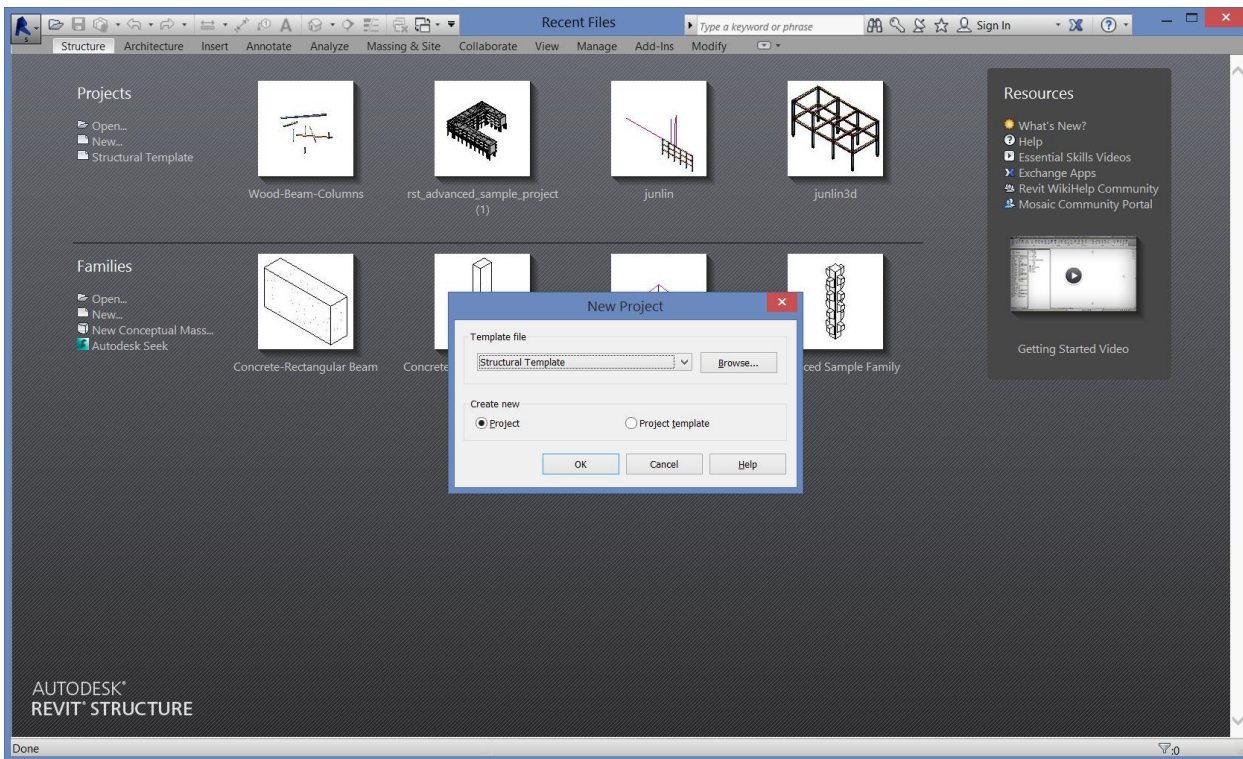 Recent Files
Type a keyword or phrase
Sign In
Structure Architecture Insert Annotate Analyze Massing & Site Collaborate View Manage Add-Ins Modify
Projects
Open...
New...
Structural Template
Wood-Beam-Columns
rst_advanced_sample_project
(1)
junlin
junlin3d
Resources
What's New?
Help
Essential Skills Videos
Exchange Apps
Revit WikiHelp Community
Mosaic Community Portal
Getting Started Video
Families
Open...
New...
New Conceptual Mass...
Autodesk Seek
Concrete-Rectangular Beam
Concrete
ced Sample Family
New Project
Template file
Structural Template
Browse...
Create new
Project
Project template
OK
Cancel
Help
AUTODESK®
REVIT® STRUCTURE
Done
:0